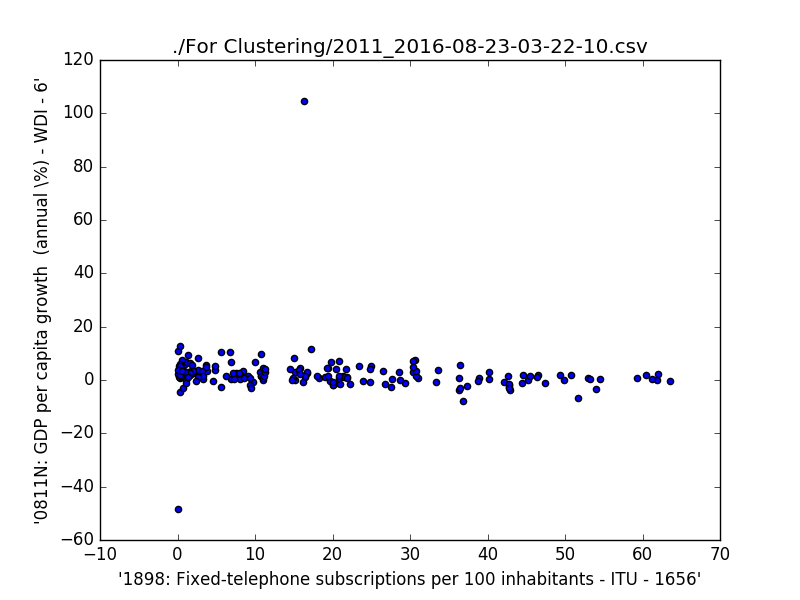 ./For Clustering/2011_2016-08-23-03-22-10.csv
120
100
80
60
40
20
0
−20
−40
−60
'0811N: GDP per capita growth  (annual \%) - WDI - 6'
−10 0 10 20 30 40 50 60 70
'1898: Fixed-telephone subscriptions per 100 inhabitants - ITU - 1656'